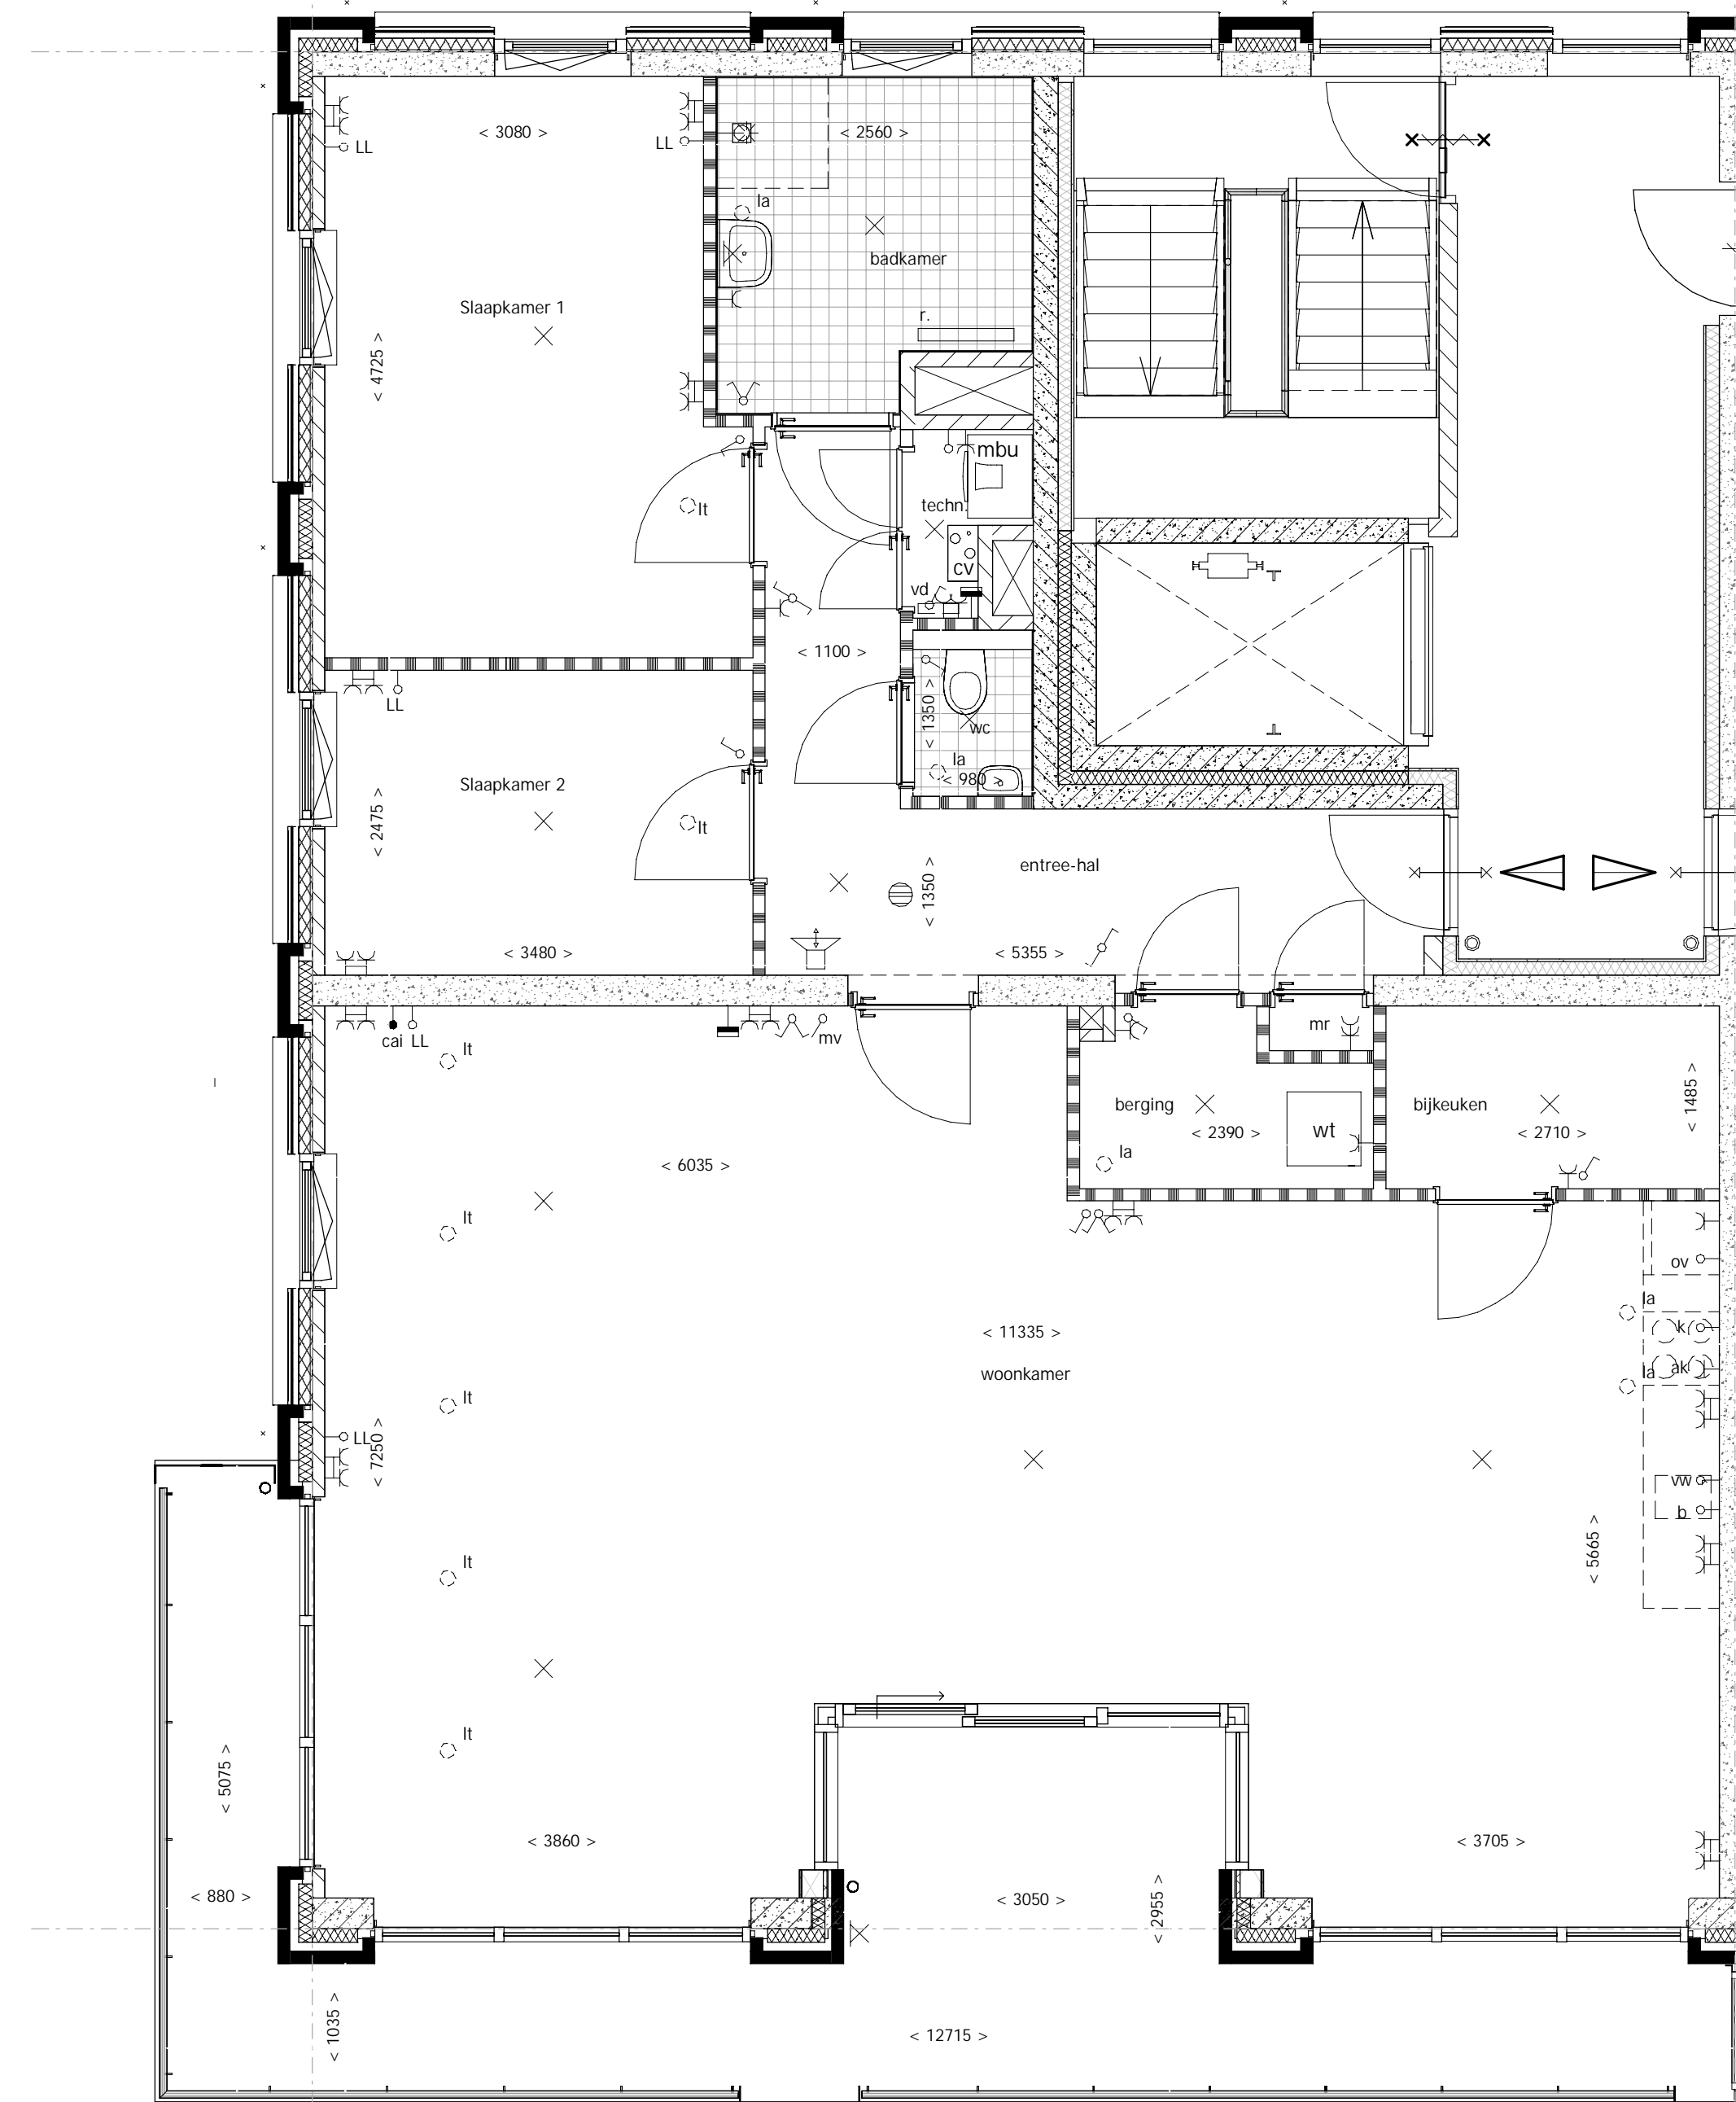 < 3080 >
< 2560 >
LL
LL
la
badkamer
Slaapkamer 1
r.
< 4725 >
mbu
lt
techn.
cv
vd
< 1100 >
LL
< 1350 >
wc
la
< 980
Slaapkamer 2
< 2475 >
lt
entree-hal
< 1350 >
< 3480 >
< 5355 >
cai LL
mv
mr
lt
berging
bijkeuken
< 1485 >
< 2390 >
wt
< 2710 >
la
< 6035 >
lt
ov
la
< 11335 >
k
woonkamer
ak
la
lt
LL
< 7250 >
vw
b
< 5665 >
lt
lt
< 5075 >
< 3860 >
< 3705 >
< 880 >
< 3050 >
< 2955 >
< 1035 >
< 12715 >